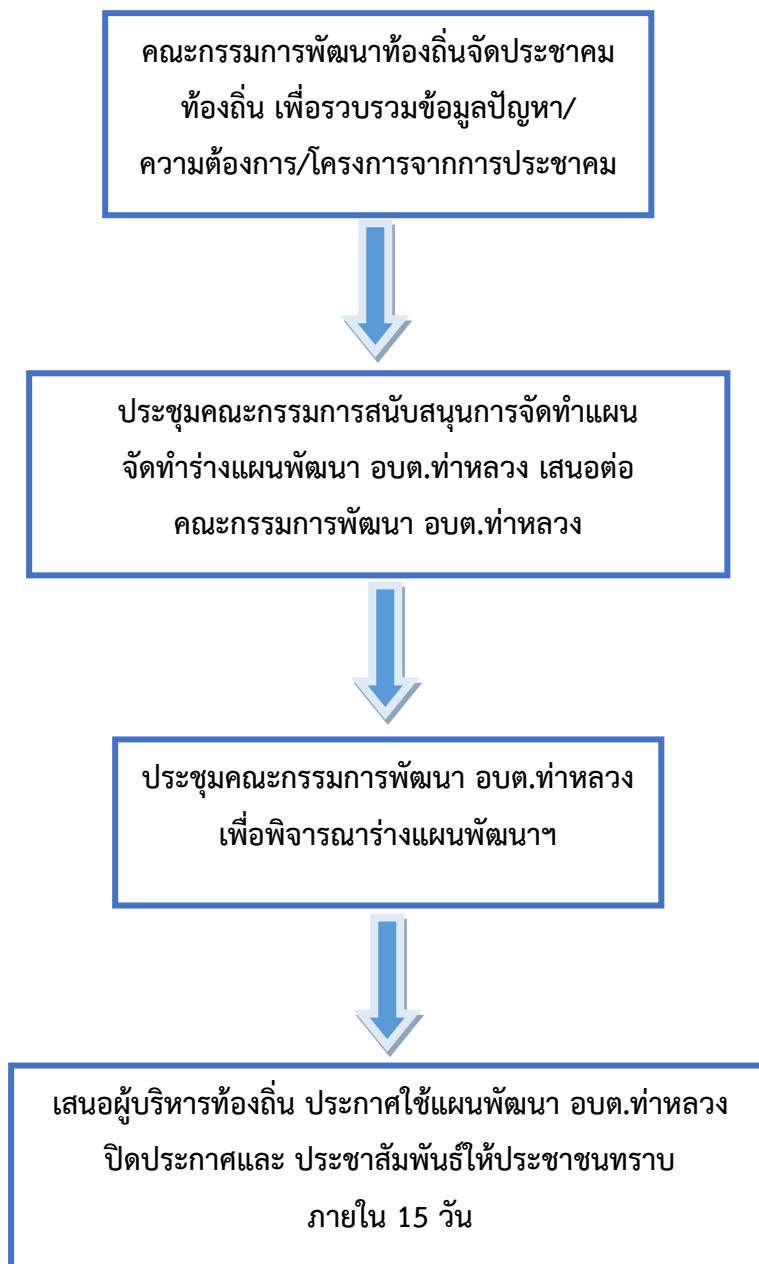 คณะกรรมการพัฒนาท้องถิ่นจัดประชาคม
ท้องถิ่น เพื่อรวบรวมข้อมูลปัญหา/
ความต้องการ/โครงการจากการประชาคม
ประชุมคณะกรรมการสนับสนุนการจัดทำแผน
จัดทำร่างแผนพัฒนา อบต.ท่าหลวง เสนอต่อ
คณะกรรมการพัฒนา อบต.ท่าหลวง
ประชุมคณะกรรมการพัฒนา อบต.ท่าหลวง
เพื่อพิจารณาร่างแผนพัฒนาฯ
เสนอผู้บริหารท้องถิ่น ประกาศใช้แผนพัฒนา อบต.ท่าหลวง
ปิดประกาศและ ประชาสัมพันธ์ให้ประชาชนทราบ
ภายใน 15 วัน